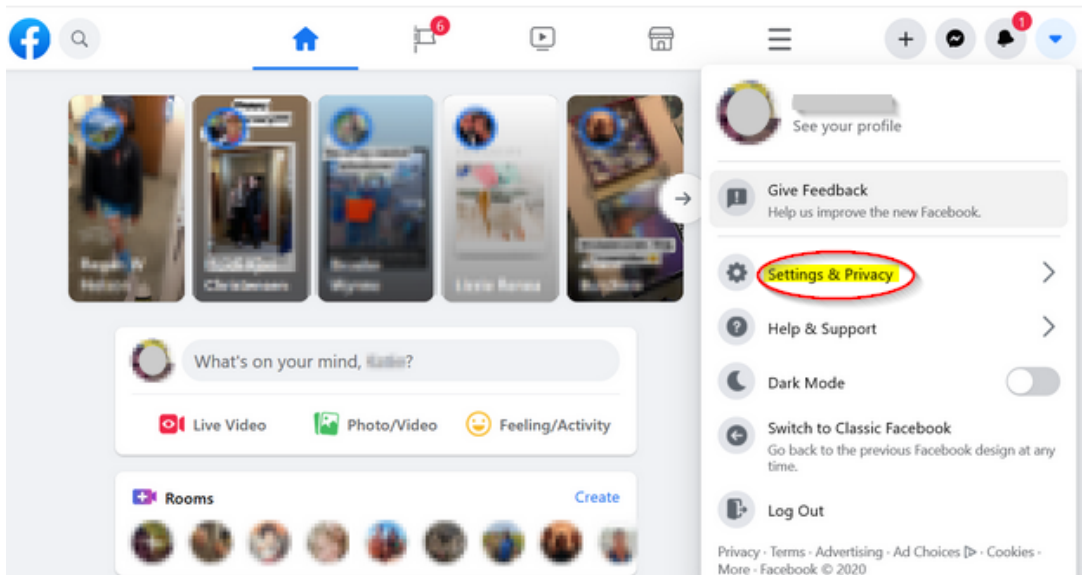 f
6
1
See your profile
Give Feedback
Help us improve the new Facebook.
Settings & Privacy
Help & Support
Dark Mode
Switch to Classic Facebook
Go back to the previous Facebook design at any
time.
Log Out
Privacy · Terms · Advertising · Ad Choices · Cookies ·
More · Facebook © 2020
What's on your mind, ?
Live Video
Photo/Video
Feeling/Activity
Rooms
Create